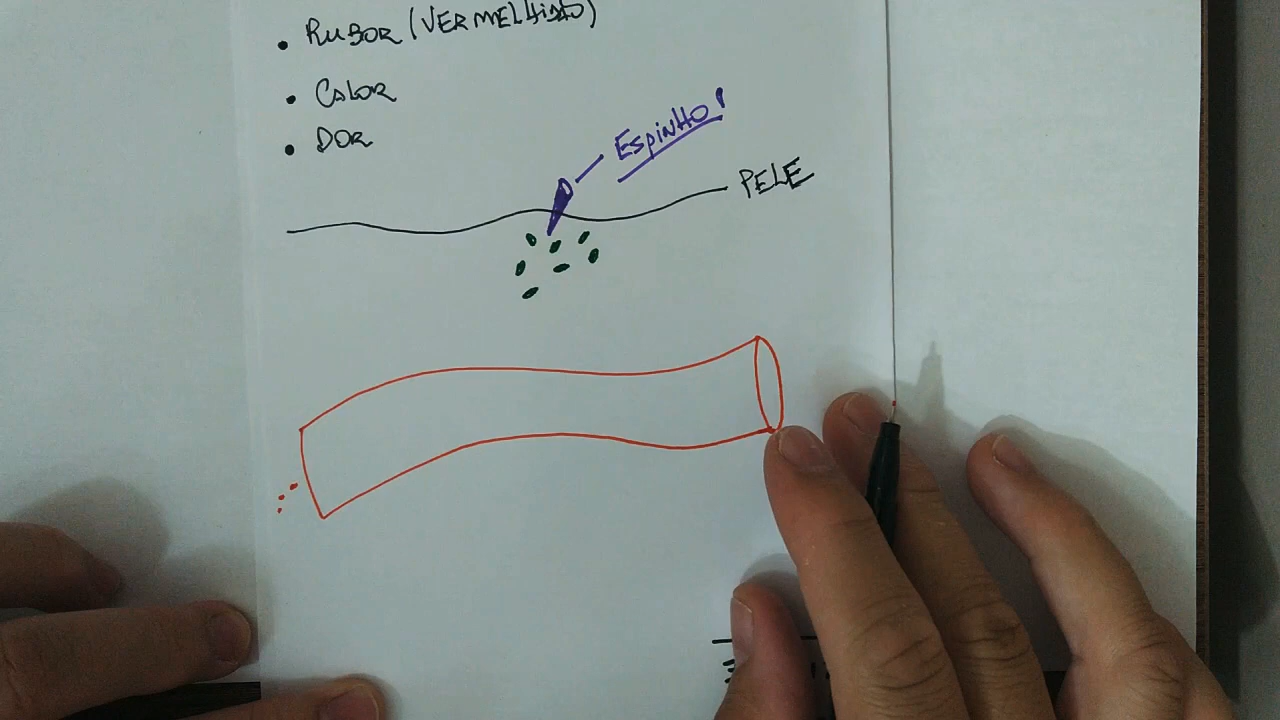 • RUBOR (VERMELHIDÃO)
• CALOR
• DOR
ESPINHO!
PELE